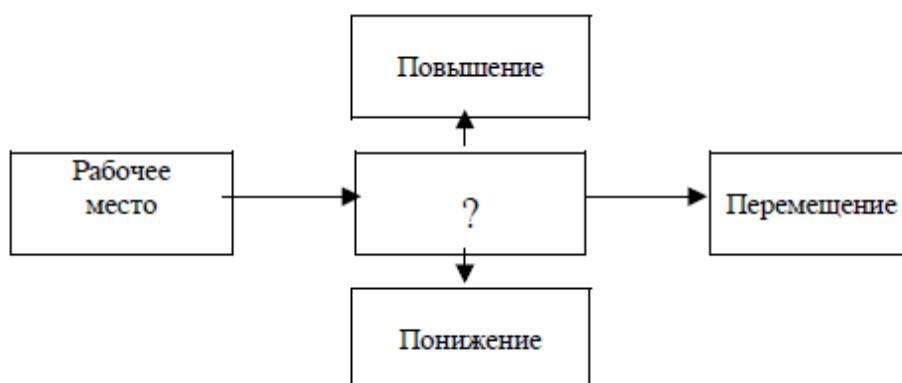 Повышение
Рабочее
место
?
Перемещение
Понижение